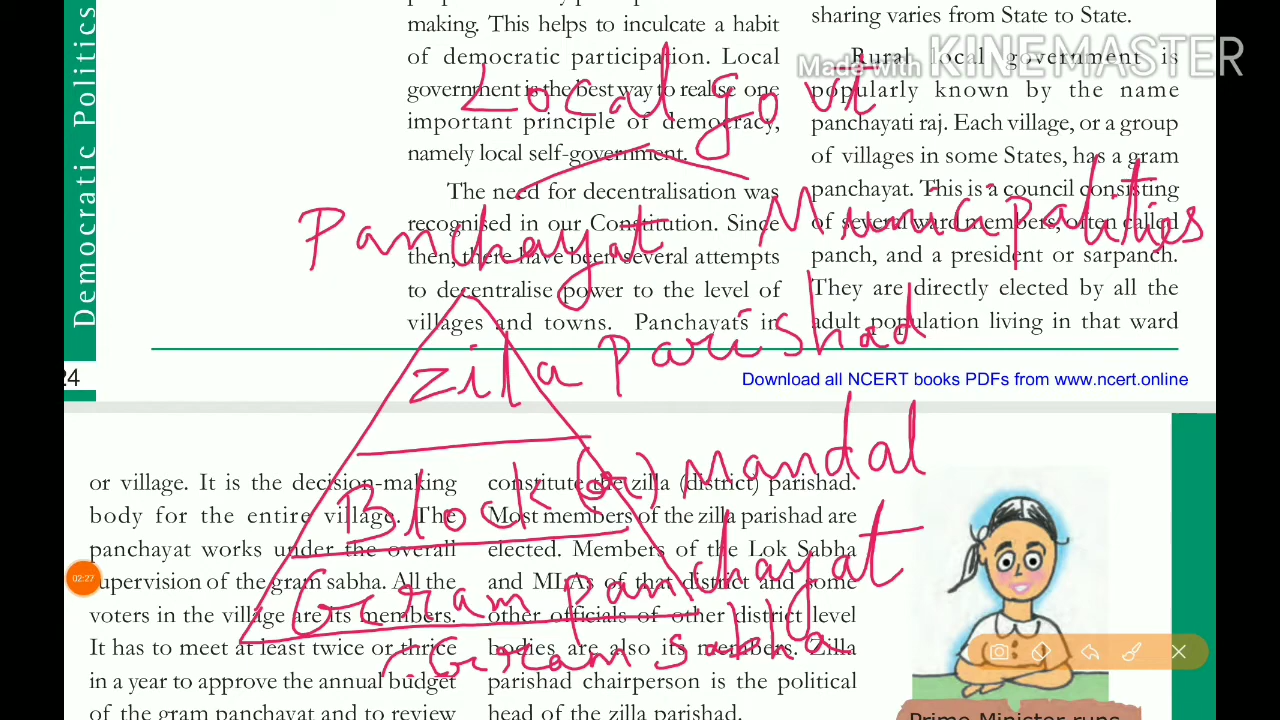 making. This helps to inculcate a habit
of democratic participation. Local
government is the best way to realise one
important principle of democracy,
namely local self-government.
The need for decentralisation was
recognised in our Constitution. Since
then, there have been several attempts
to decentralise power to the level of
villages and towns. Panchayats in
sharing varies from State to State.
Rural local government is
popularly known by the name
panchayati raj. Each village, or a group
of villages in some States, has a gram
panchayat. This is a council consisting
of several ward members, often called
panch, and a president or sarpanch.
They are directly elected by all the
adult population living in that ward
Democratic Politics
Made with KINEMASTER
Local govt
Panchayat Municipalities
Zila Parishad
Block (or) Mandal
Gram panchayat
Gram sabha
24
Download all NCERT books PDFs from www.ncert.online
or village. It is the decision-making
body for the entire village. The
panchayat works under the overall
supervision of the gram sabha. All the
voters in the village are its members.
It has to meet at least twice or thrice
in a year to approve the annual budget
of the gram panchayat and to review
constitute the zilla (district) parishad.
Most members of the zilla parishad are
elected. Members of the Lok Sabha
and MLAs of that district and some
other officials of other district level
bodies are also its members. Zilla
parishad chairperson is the political
head of the zilla parishad.
02:27
Prime Minister runs